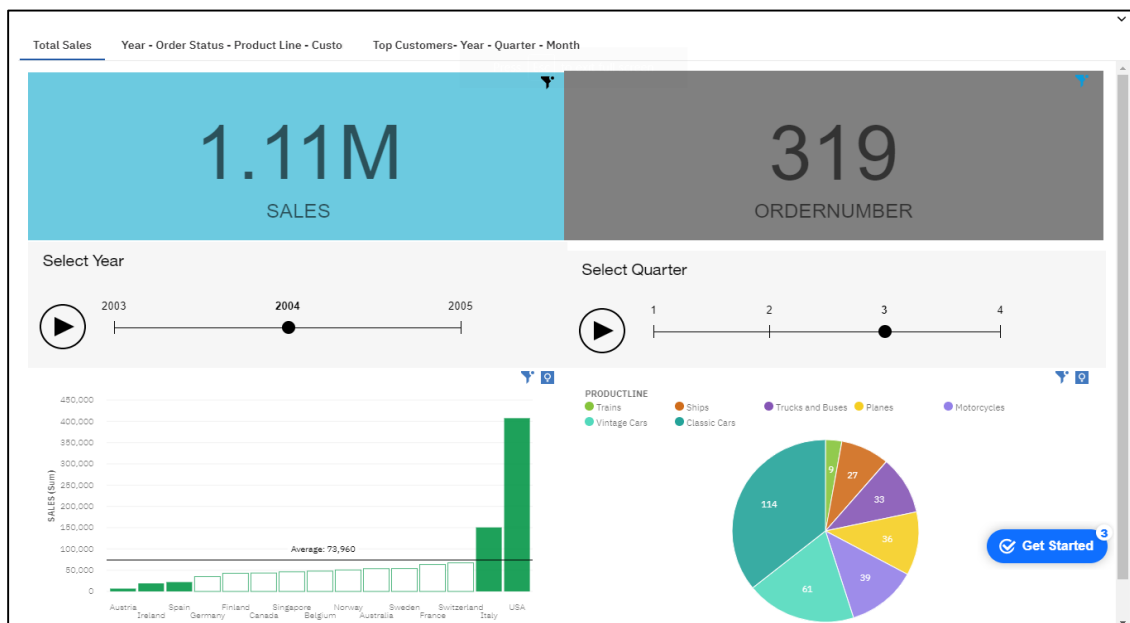 Total Sales
Year - Order Status - Product Line - Custo
Top Customers- Year - Quarter - Month
1.11M
SALES
319
ORDERNUMBER
Select Year
2003
2004
2005
Select Quarter
1
2
3
4
450,000
400,000
350,000
300,000
250,000
200,000
150,000
100,000
50,000
0
SALES (Sum)
Average: 73,960
Austria
Ireland
Spain
Germany
Finland
Canada
Singapore
Belgium
Norway
Australia
Sweden
France
Switzerland
Italy
USA
PRODUCTLINE
Trains
Ships
Trucks and Buses
Planes
Motorcycles
Vintage Cars
Classic Cars
9
27
33
36
39
61
114
Get Started
3